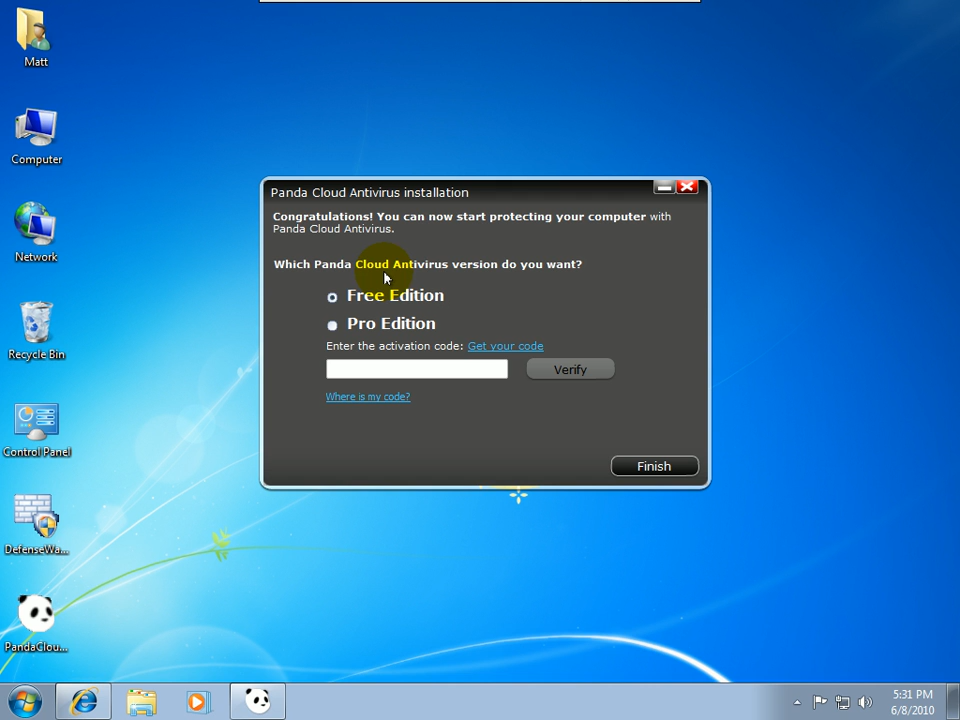 Matt
Computer
Network
Recycle Bin
Control Panel
DefenseWa...
PandaClou...
Panda Cloud Antivirus installation
Congratulations! You can now start protecting your computer with
Panda Cloud Antivirus.
Which Panda Cloud Antivirus version do you want?
Free Edition
Pro Edition
Enter the activation code: Get your code
Verify
Where is my code?
Finish
5:31 PM
6/8/2010